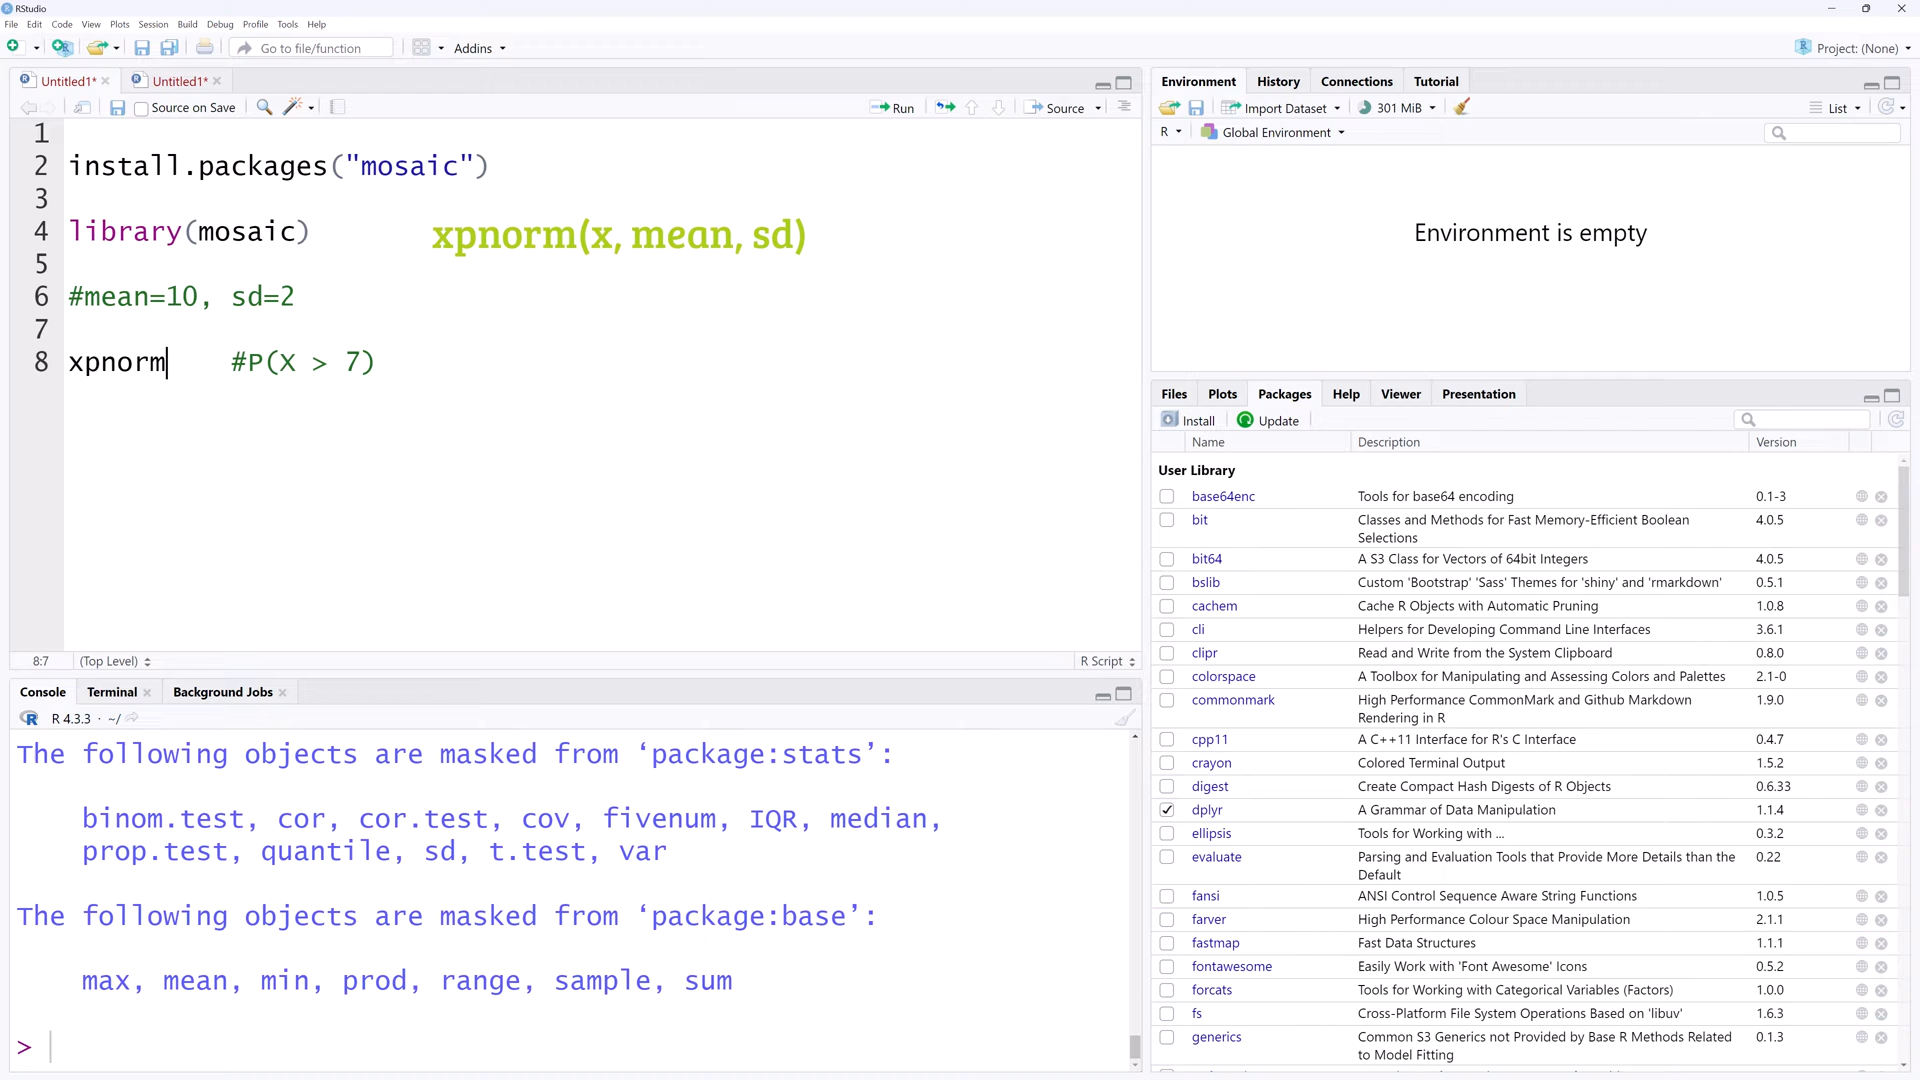 RStudio
File Edit Code View Plots Session Build Debug Profile Tools Help
Go to file/function
Addins
Project: (None)
Untitled1*
Untitled1*
Source on Save
Run
Source
1
2 install.packages("mosaic")
3
4 library(mosaic)
xpnorm(x, mean, sd)
5
6 #mean=10, sd=2
7
8 xpnorm #P(X > 7)
8:7
(Top Level)
R Script
Console Terminal Background Jobs
R 4.3.3 · ~/
The following objects are masked from ‘package:stats’:
binom.test, cor, cor.test, cov, fivenum, IQR, median,
prop.test, quantile, sd, t.test, var
The following objects are masked from ‘package:base’:
max, mean, min, prod, range, sample, sum
>
Environment History Connections Tutorial
Import Dataset
301 MiB
List
R
Global Environment
Environment is empty
Files Plots Packages Help Viewer Presentation
Install
Update
Name Description Version
User Library
base64enc Tools for base64 encoding 0.1-3
bit Classes and Methods for Fast Memory-Efficient Boolean 4.0.5
Selections
bit64 A S3 Class for Vectors of 64bit Integers 4.0.5
bslib Custom 'Bootstrap' 'Sass' Themes for 'shiny' and 'rmarkdown' 0.5.1
cachem Cache R Objects with Automatic Pruning 1.0.8
cli Helpers for Developing Command Line Interfaces 3.6.1
clipr Read and Write from the System Clipboard 0.8.0
colorspace A Toolbox for Manipulating and Assessing Colors and Palettes 2.1-0
commonmark High Performance CommonMark and Github Markdown 1.9.0
Rendering in R
cpp11 A C++11 Interface for R's C Interface 0.4.7
crayon Colored Terminal Output 1.5.2
digest Create Compact Hash Digests of R Objects 0.6.33
dplyr A Grammar of Data Manipulation 1.1.4
ellipsis Tools for Working with ... 0.3.2
evaluate Parsing and Evaluation Tools that Provide More Details than the 0.22
Default
fansi ANSI Control Sequence Aware String Functions 1.0.5
farver High Performance Colour Space Manipulation 2.1.1
fastmap Fast Data Structures 1.1.1
fontawesome Easily Work with 'Font Awesome' Icons 0.5.2
forcats Tools for Working with Categorical Variables (Factors) 1.0.0
fs Cross-Platform File System Operations Based on 'libuv' 1.6.3
generics Common S3 Generics not Provided by Base R Methods Related 0.1.3
to Model Fitting